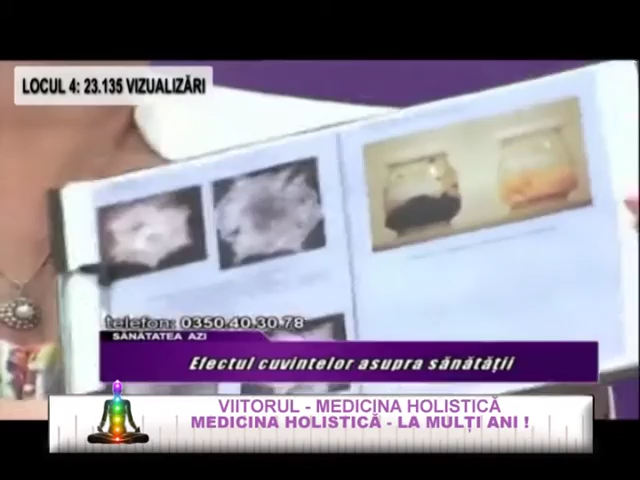 LOCUL 4: 23.135 VIZUALIZĂRI
telefon: 0350.40.30.78
SĂNĂTATEA AZI
Efectul cuvintelor asupra sănătății
VIITORUL - MEDICINA HOLISTICĂ
MEDICINA HOLISTICĂ - LA MULȚI ANI !